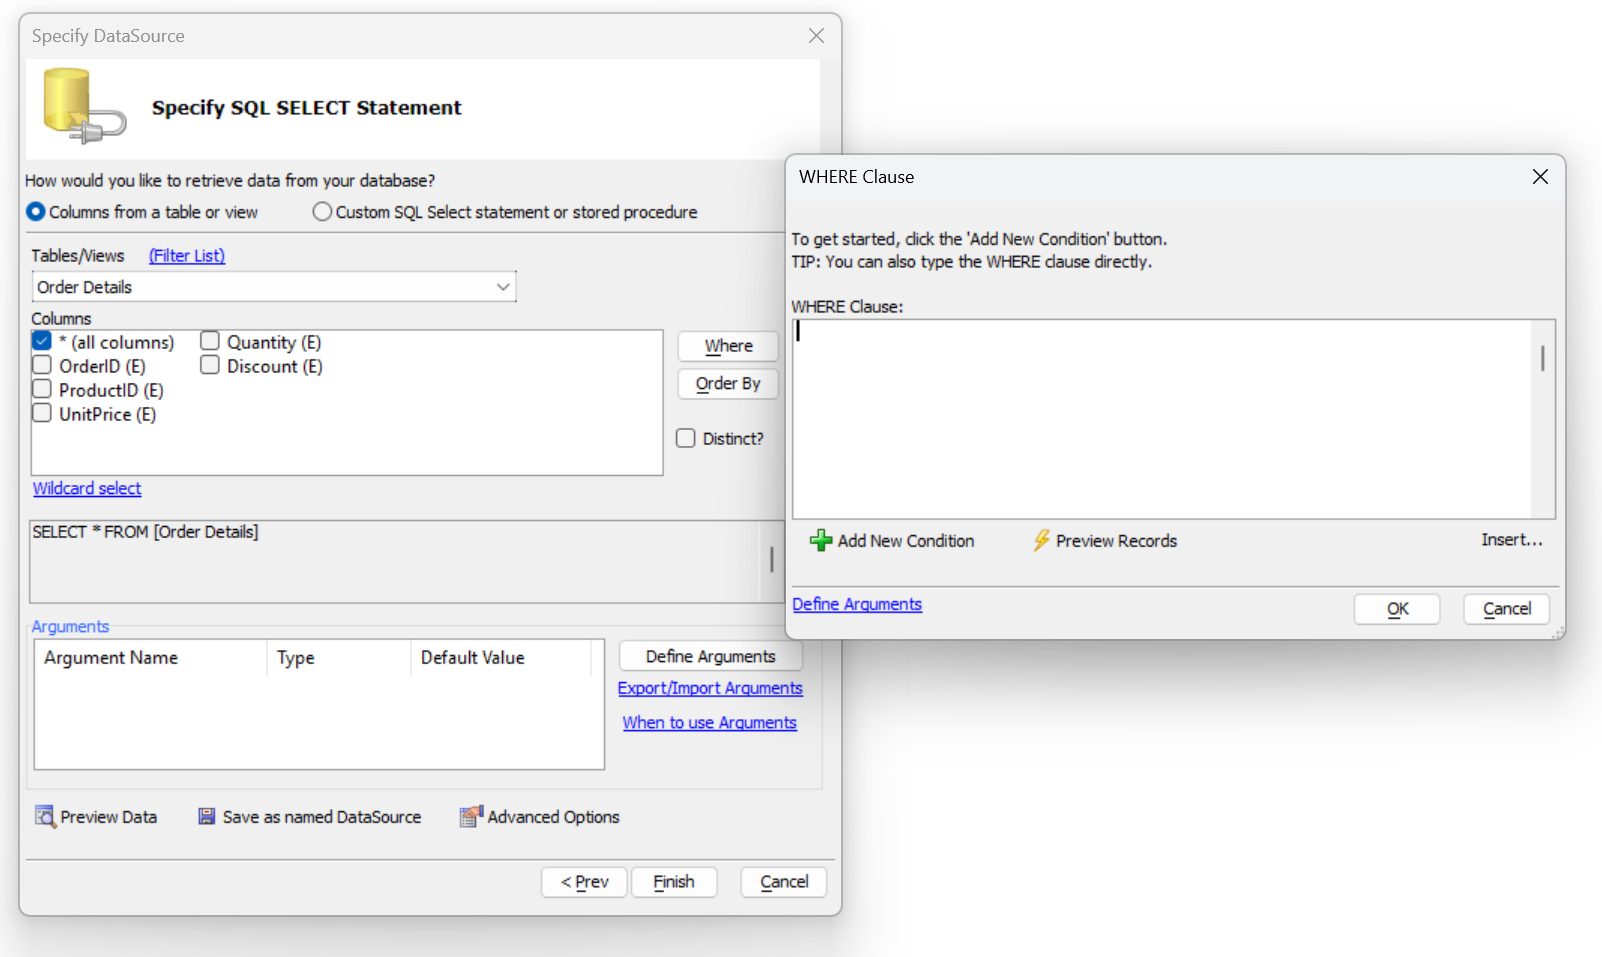 Specify DataSource
Specify SQL SELECT Statement
How would you like to retrieve data from your database?
Columns from a table or view
Custom SQL Select statement or stored procedure
Tables/Views (Filter List)
Order Details
Columns
* (all columns)
OrderID (E)
ProductID (E)
UnitPrice (E)
Quantity (E)
Discount (E)
Where
Order By
Distinct?
Wildcard select
SELECT * FROM [Order Details]
Arguments
Argument Name Type Default Value
Define Arguments
Export/Import Arguments
When to use Arguments
Preview Data
Save as named DataSource
Advanced Options
< Prev
Finish
Cancel
WHERE Clause
To get started, click the 'Add New Condition' button.
TIP: You can also type the WHERE clause directly.
WHERE Clause:
Add New Condition
Preview Records
Insert...
Define Arguments
OK
Cancel